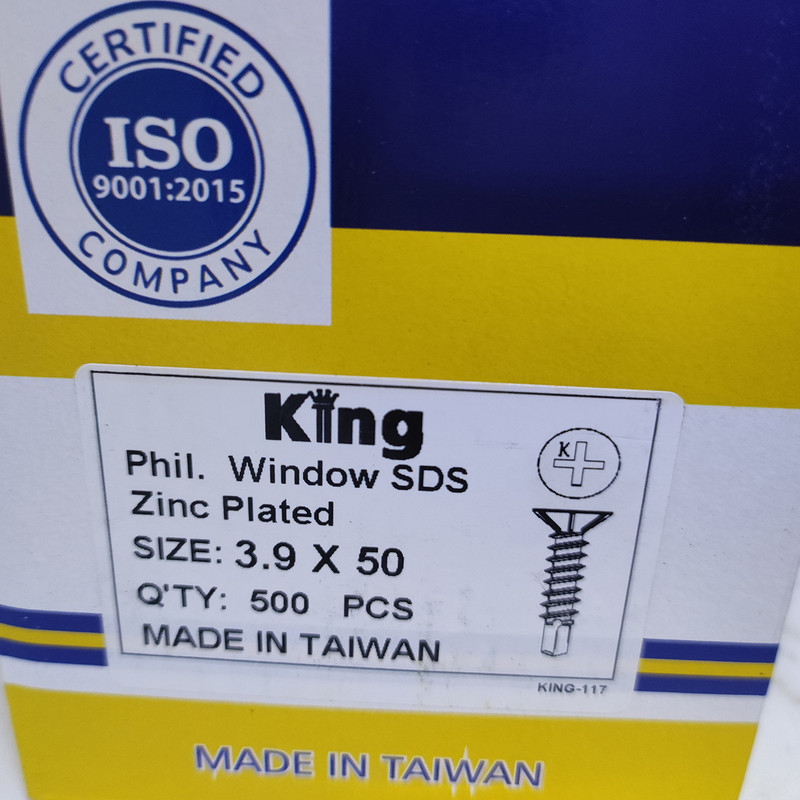 CERTIFIED
ISO
9001:2015
COMPANY
King
Phil. Window SDS
K
Zinc Plated
SIZE: 3.9 X 50
Q'TY: 500 PCS
MADE IN TAIWAN
KING-117
MADE IN TAIWAN